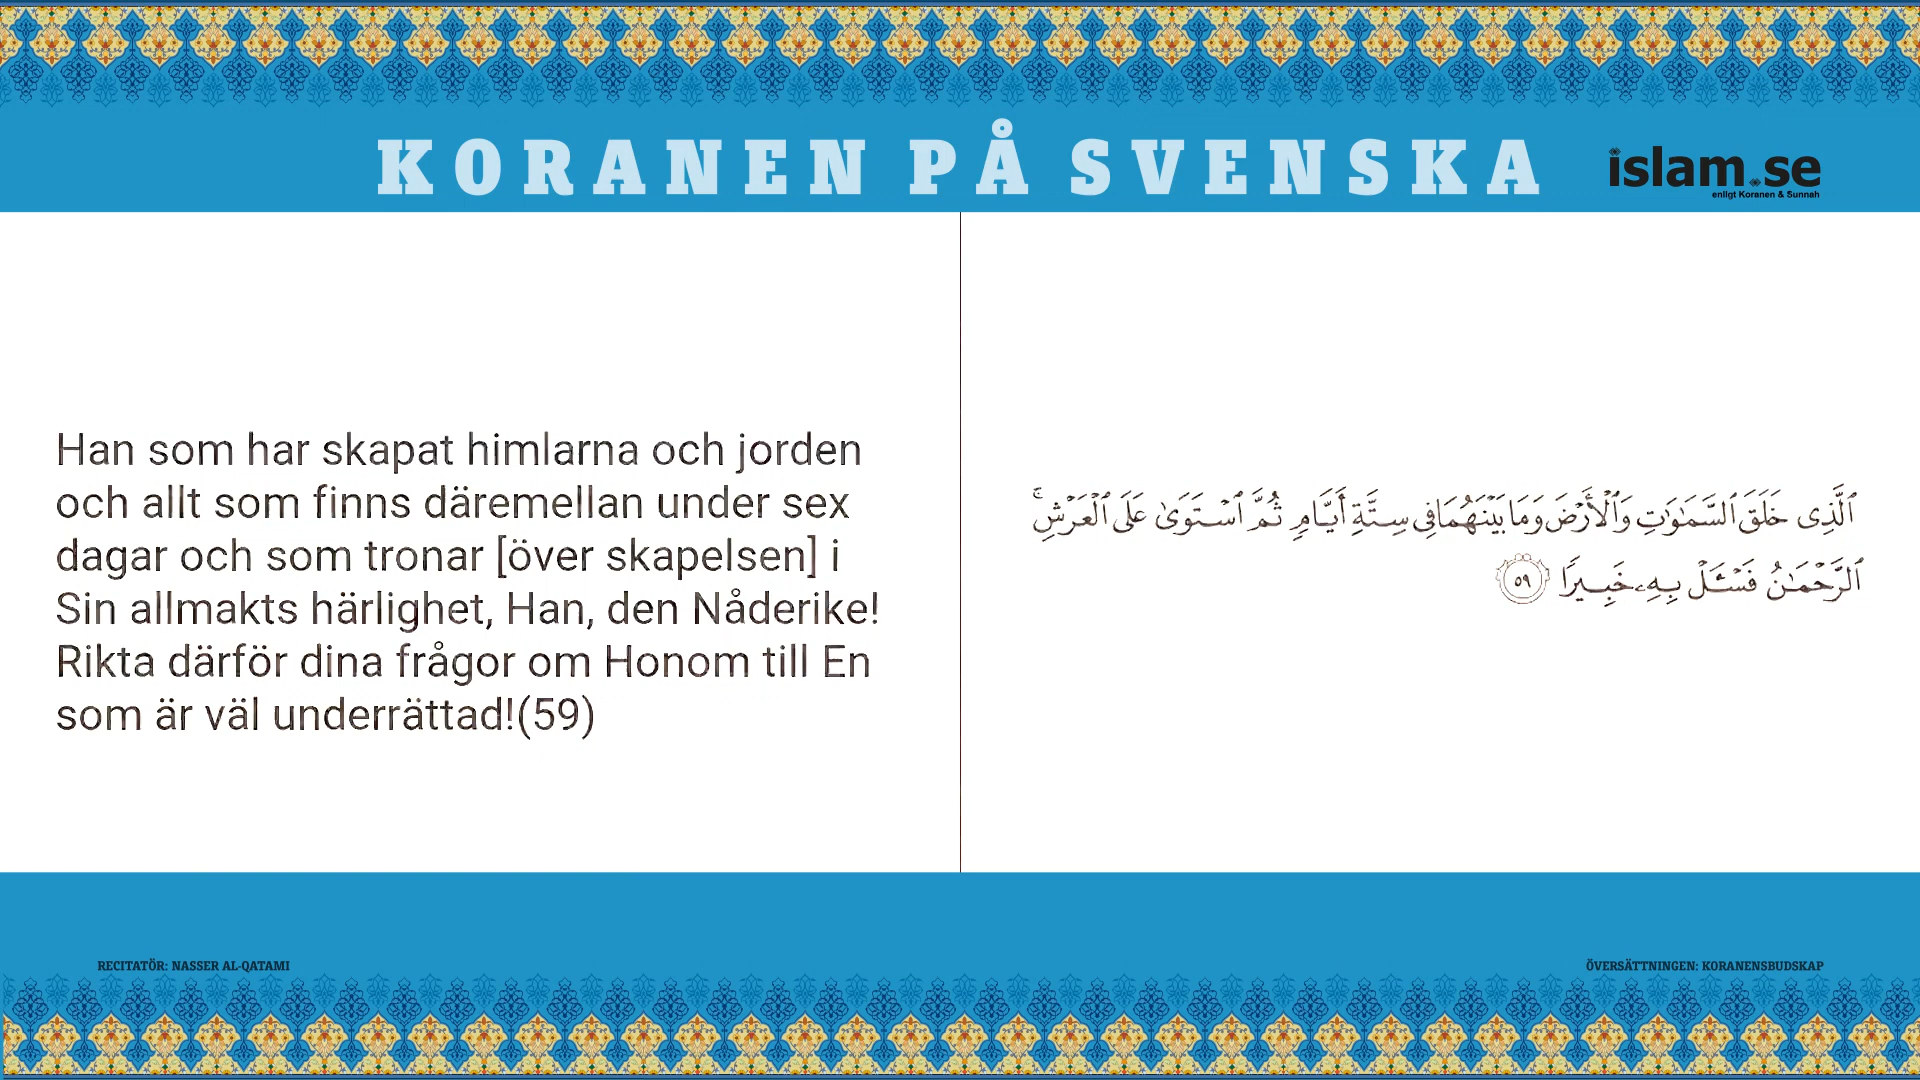 KORANEN PÅ SVENSKA
islam.se
enligt Koranen & Sunnah
Han som har skapat himlarna och jorden
och allt som finns däremellan under sex
dagar och som tronar [över skapelsen] i
Sin allmakts härlighet, Han, den Nåderike!
Rikta därför dina frågor om Honom till En
som är väl underrättad!(59)
ٱلَّذِى خَلَقَ ٱلسَّمَٰوَٰتِ وَٱلْأَرْضَ وَمَا بَيْنَهُمَا فِى سِتَّةِ أَيَّامٍ ثُمَّ ٱسْتَوَىٰ عَلَى ٱلْعَرْشِ ۚ
ٱلرَّحْمَٰنُ فَسْـَٔلْ بِهِۦ خَبِيرًا ٥٩
RECITATÖR: NASSER AL-QATAMI
ÖVERSÄTTNINGEN: KORANENSBUDSKAP